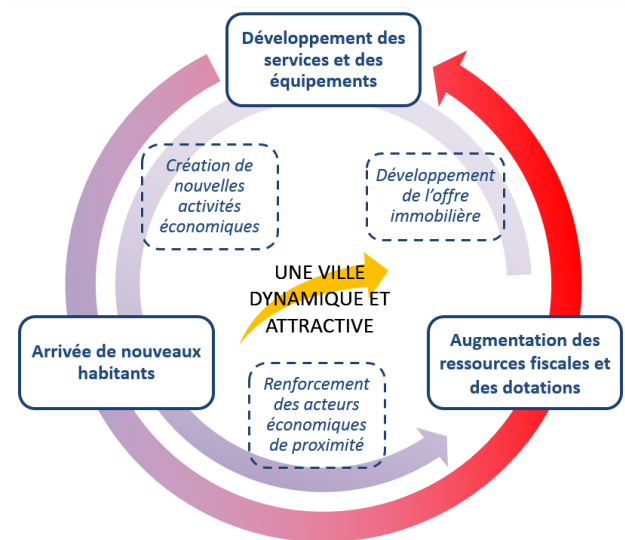 Développement des
services et des
équipements
Création de
nouvelles
activités
économiques
Développement
de l’offre
immobilière
UNE VILLE
DYNAMIQUE ET
ATTRACTIVE
Arrivée de nouveaux
habitants
Augmentation des
ressources fiscales et
des dotations
Renforcement
des acteurs
économiques
de proximité